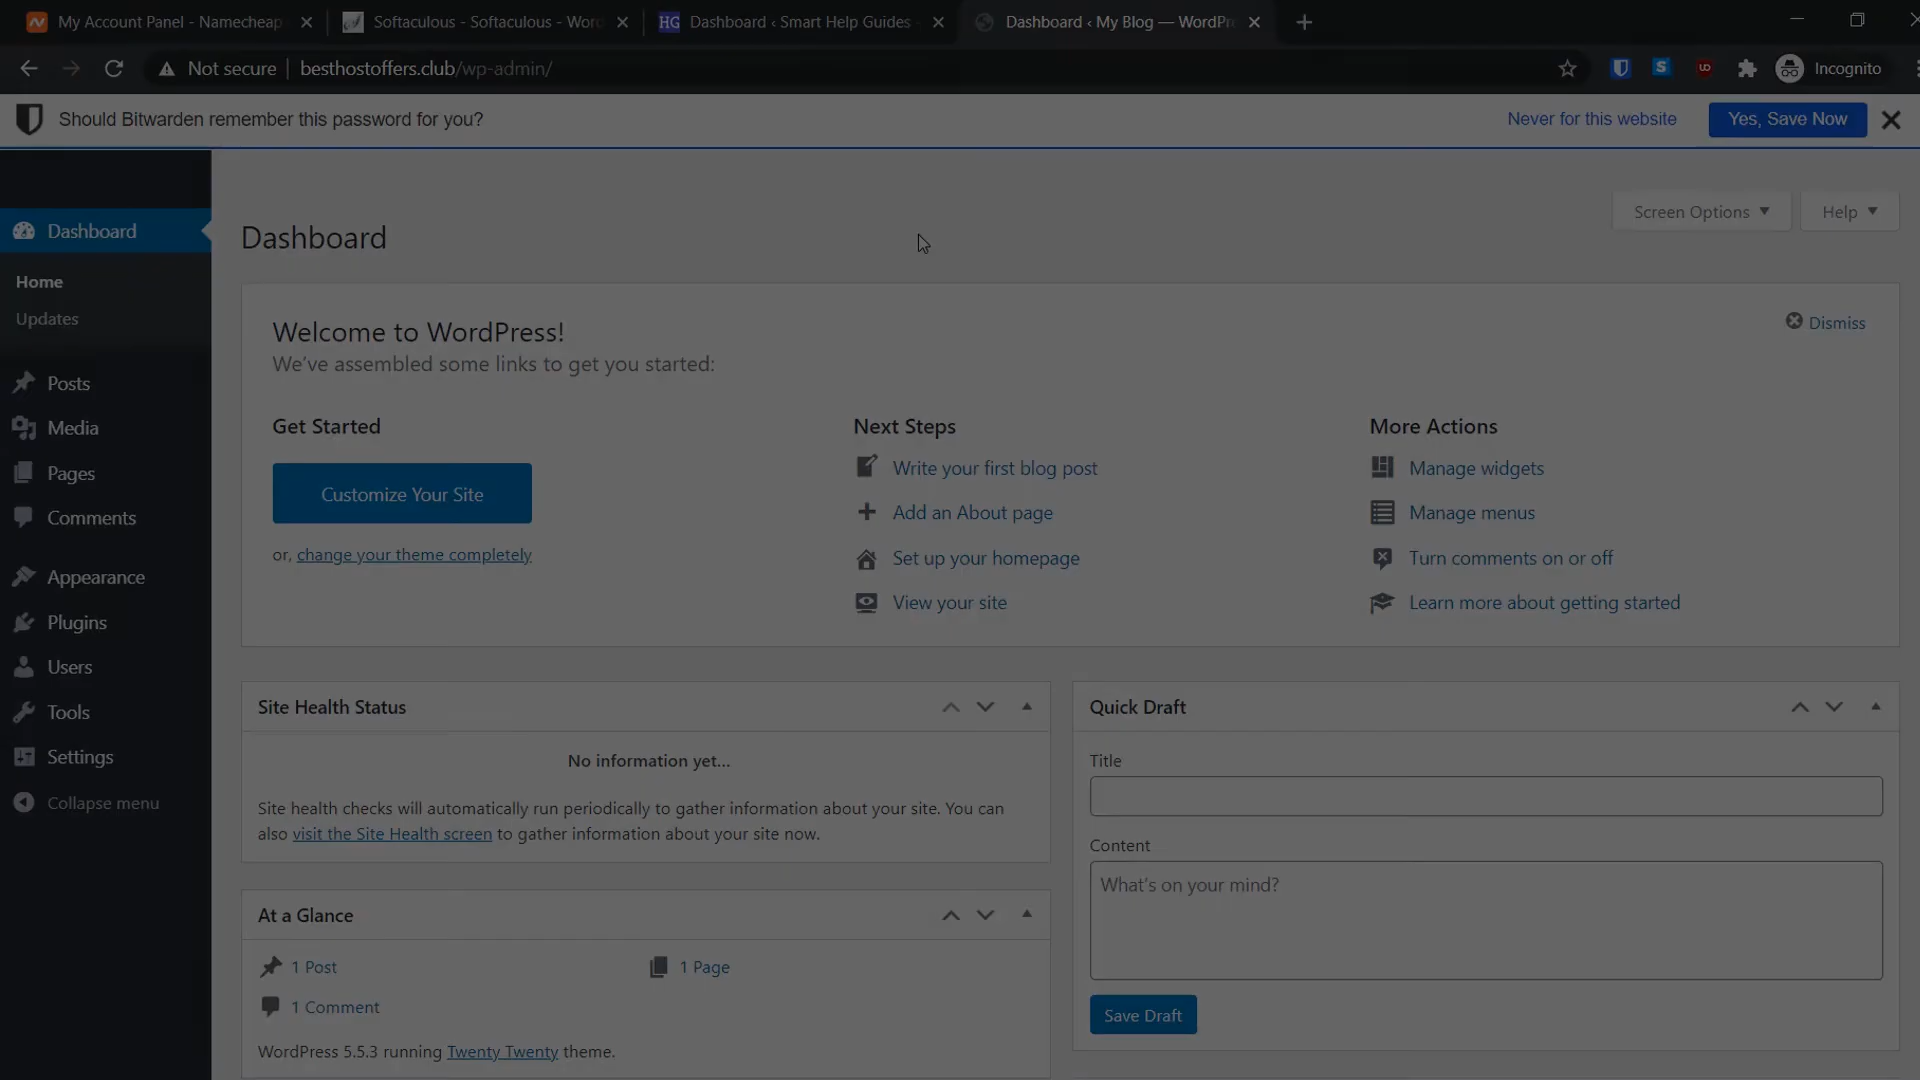 My Account Panel - Namecheap
Softaculous - Softaculous - Word
HG Dashboard ‹ Smart Help Guides -
Dashboard ‹ My Blog — WordPr
Not secure | besthostoffers.club/wp-admin/
Incognito
Should Bitwarden remember this password for you?
Never for this website
Yes, Save Now
Screen Options
Help
Dashboard
Home
Updates
Posts
Media
Pages
Comments
Appearance
Plugins
Users
Tools
Settings
Collapse menu
Dashboard
Welcome to WordPress!
Dismiss
We've assembled some links to get you started:
Get Started
Customize Your Site
or, change your theme completely
Next Steps
Write your first blog post
Add an About page
Set up your homepage
View your site
More Actions
Manage widgets
Manage menus
Turn comments on or off
Learn more about getting started
Site Health Status
No information yet...
Site health checks will automatically run periodically to gather information about your site. You can
also visit the Site Health screen to gather information about your site now.
At a Glance
1 Post
1 Page
1 Comment
WordPress 5.5.3 running Twenty Twenty theme.
Quick Draft
Title
Content
What's on your mind?
Save Draft